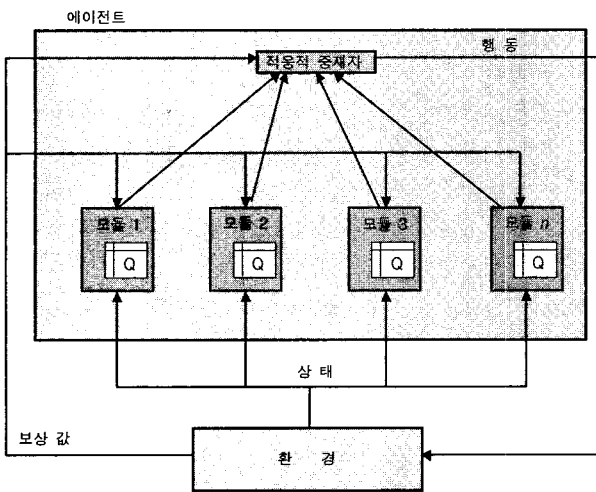 에이전트
적응적 중재자
행 동
모듈 1
모듈 2
모듈 3
모듈 n
Q
Q
Q
Q
상 태
보상 값
환 경